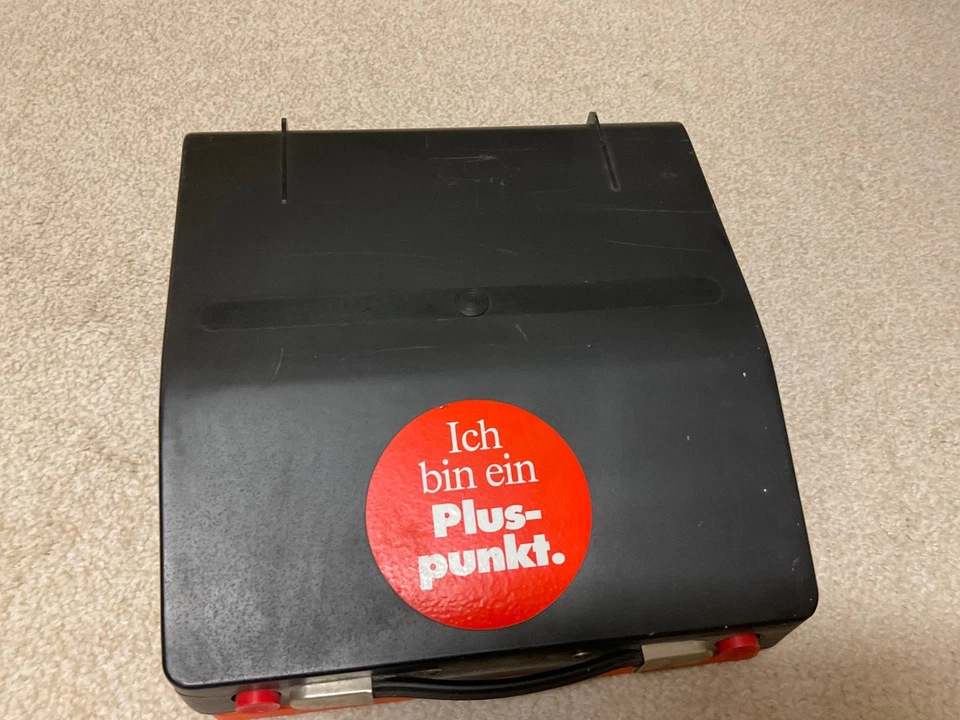 Ich
bin ein
Plus-
punkt.